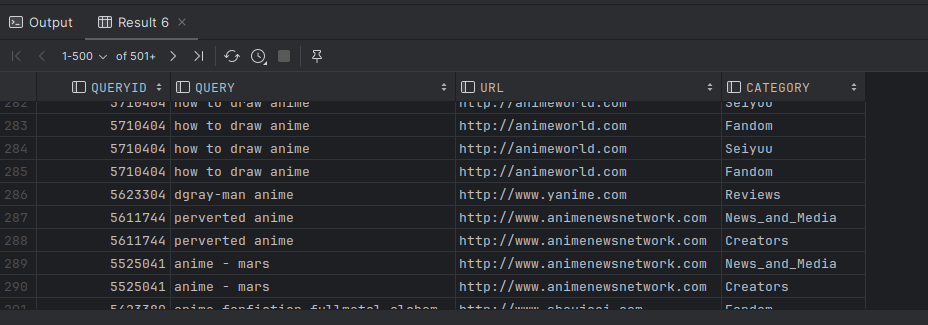 Output Result 6 ×
1-500 of 501+
QUERYID QUERY URL CATEGORY
282 5710404 how to draw anime http://animeworld.com Seiyuu
283 5710404 how to draw anime http://animeworld.com Fandom
284 5710404 how to draw anime http://animeworld.com Seiyuu
285 5710404 how to draw anime http://animeworld.com Fandom
286 5623304 dgray-man anime http://www.yanime.com Reviews
287 5611744 perverted anime http://www.animenewsnetwork.com News_and_Media
288 5611744 perverted anime http://www.animenewsnetwork.com Creators
289 5525041 anime - mars http://www.animenewsnetwork.com News_and_Media
290 5525041 anime - mars http://www.animenewsnetwork.com Creators
291 anime fanfiction fullmetal Fandom